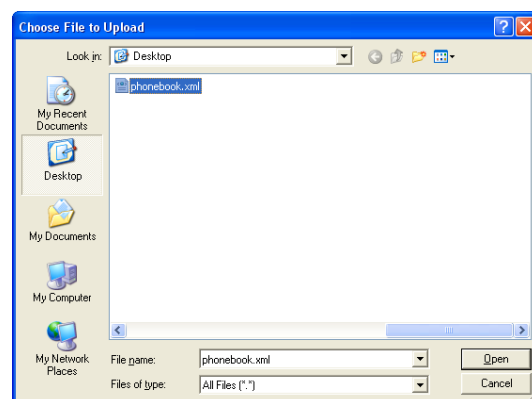 Choose File to Upload
Look in: Desktop
phonebook.xml
My Recent
Documents
Desktop
My Documents
My Computer
My Network
Places
File name: phonebook.xml Open
Files of type: All Files (*.*) Cancel